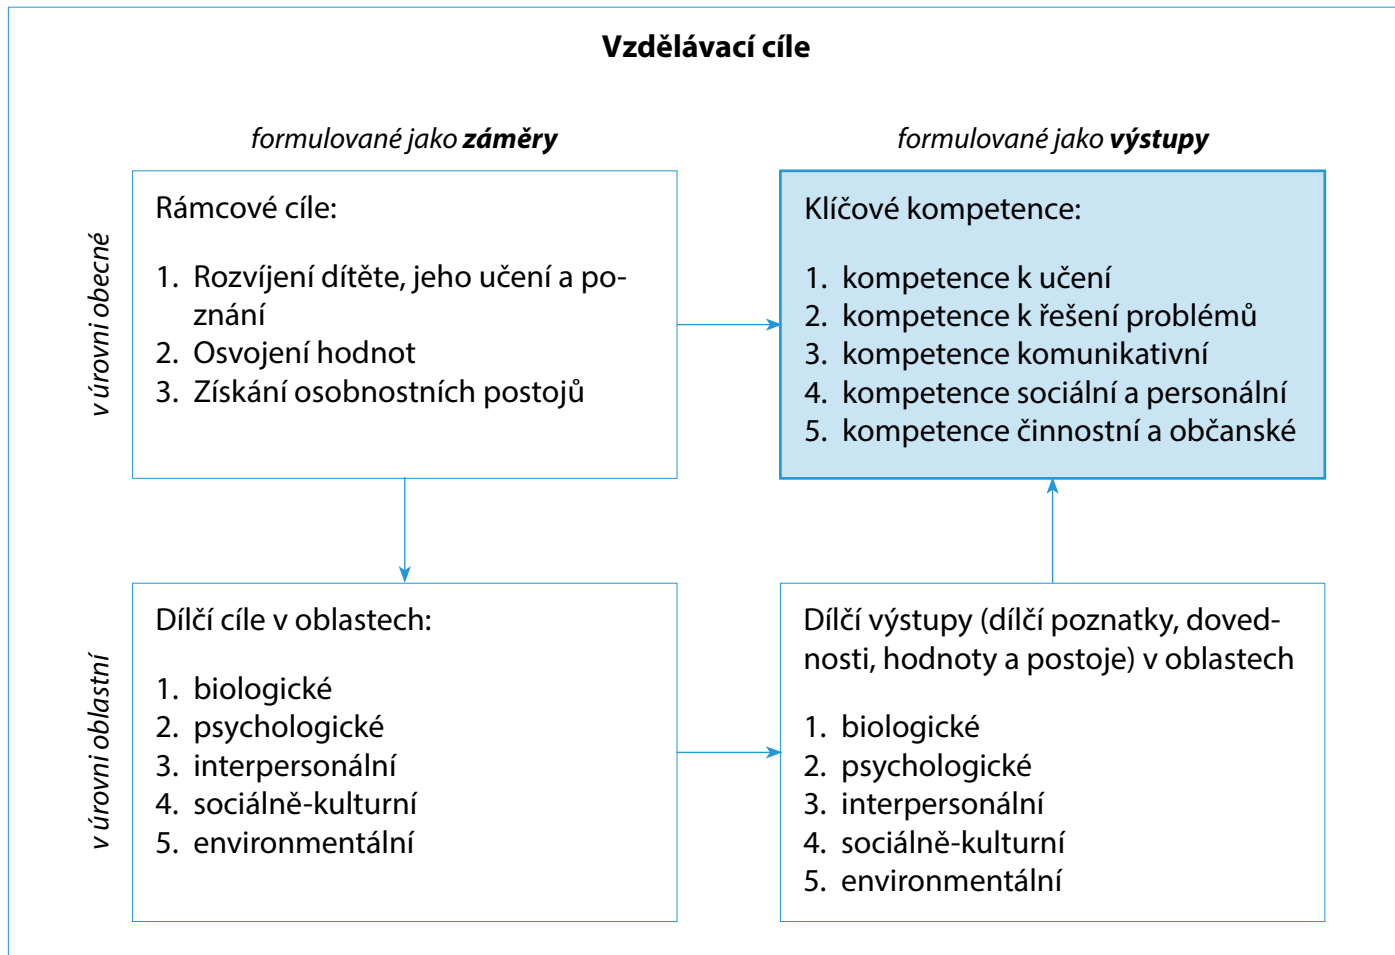 Vzdělávací cíle
formulované jako záměry
formulované jako výstupy
v úrovni obecné
Rámcové cíle:
1. Rozvíjení dítěte, jeho učení a po-
znání
2. Osvojení hodnot
3. Získání osobnostních postojů
Klíčové kompetence:
1. kompetence k učení
2. kompetence k řešení problémů
3. kompetence komunikativní
4. kompetence sociální a personální
5. kompetence činnostní a občanské
v úrovni oblastní
Dílčí cíle v oblastech:
1. biologické
2. psychologické
3. interpersonální
4. sociálně-kulturní
5. environmentální
Dílčí výstupy (dílčí poznatky, doved-
nosti, hodnoty a postoje) v oblastech
1. biologické
2. psychologické
3. interpersonální
4. sociálně-kulturní
5. environmentální